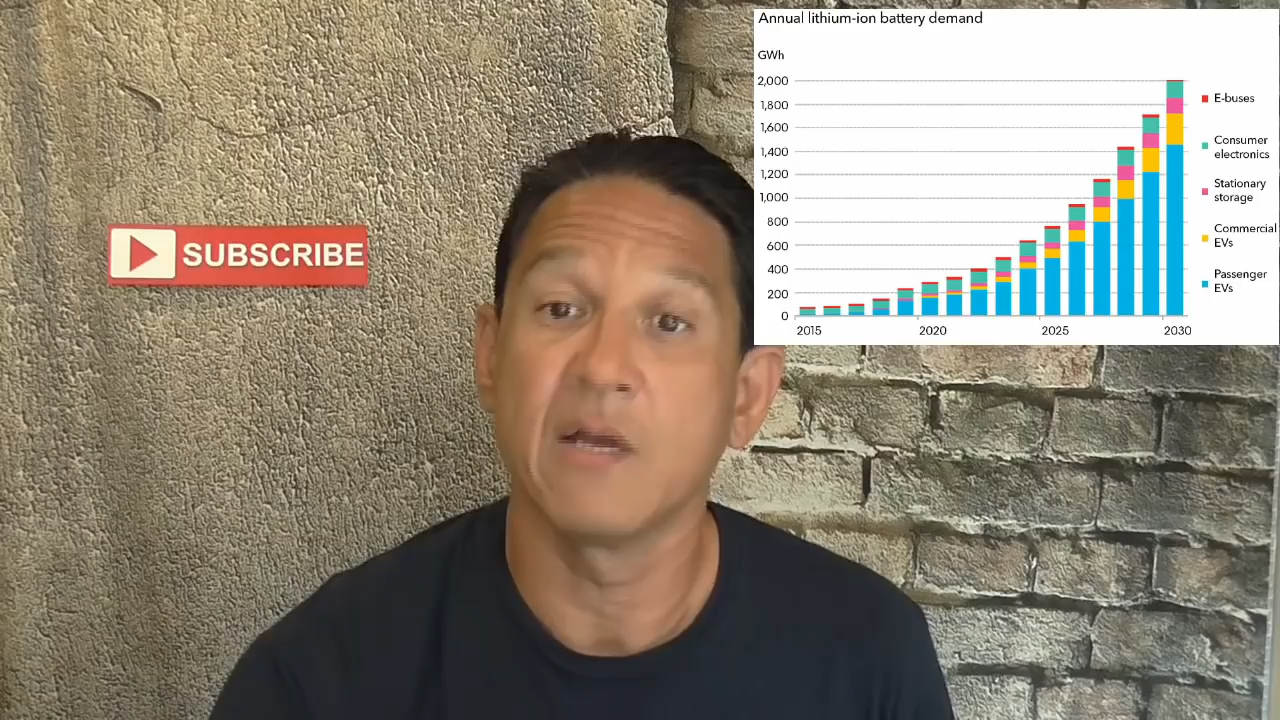 SUBSCRIBE
Annual lithium-ion battery demand
GWh
2,000
1,800
1,600
1,400
1,200
1,000
800
600
400
200
0
2015
2020
2025
2030
E-buses
Consumer
electronics
Stationary
storage
Commercial
EVs
Passenger
EVs